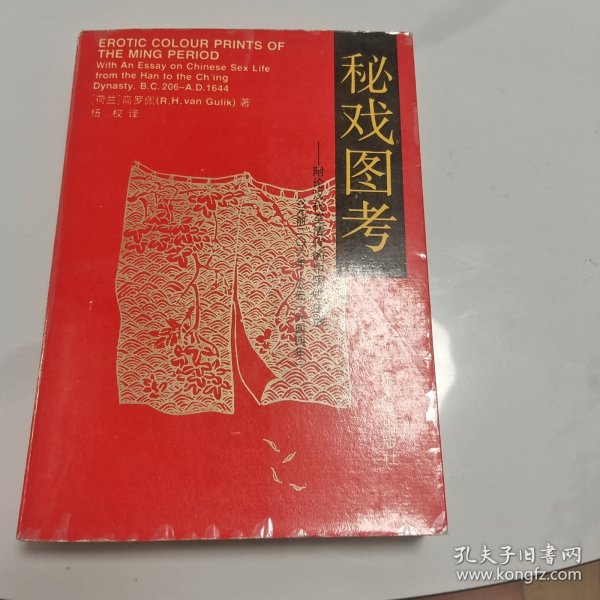 EROTIC COLOUR PRINTS OF
THE MING PERIOD
With An Essay on Chinese Sex Life
from the Han to the Ch'ing
Dynasty, B.C. 206–A.D. 1644
[荷兰]高罗佩(R.H. van Gulik) 著
杨 权 译
秘戏图考
孔夫子旧书网
www.kongfz.com